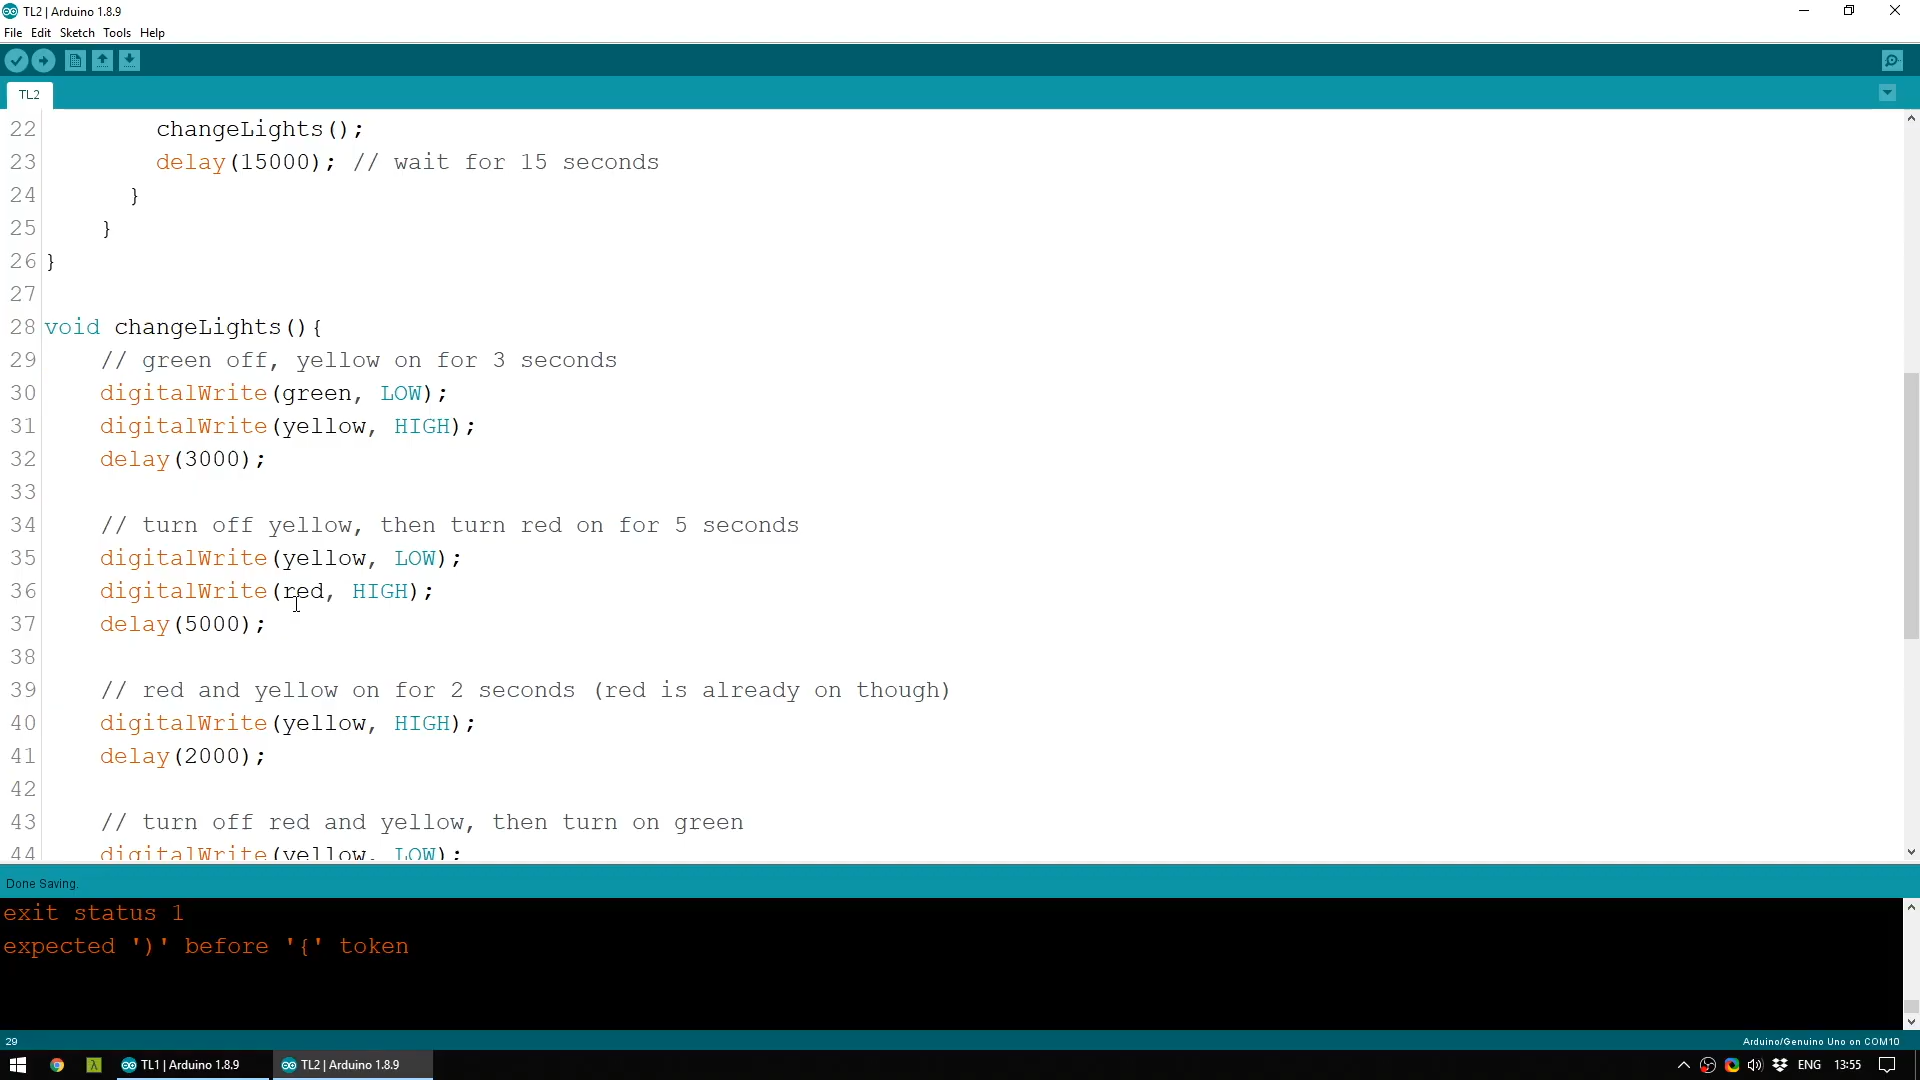 TL2 | Arduino 1.8.9
File Edit Sketch Tools Help
TL2
22 changeLights();
23 delay(15000); // wait for 15 seconds
24 }
25 }
26 }
27
28 void changeLights(){
29 // green off, yellow on for 3 seconds
30 digitalWrite(green, LOW);
31 digitalWrite(yellow, HIGH);
32 delay(3000);
33
34 // turn off yellow, then turn red on for 5 seconds
35 digitalWrite(yellow, LOW);
36 digitalWrite(red, HIGH);
37 delay(5000);
38
39 // red and yellow on for 2 seconds (red is already on though)
40 digitalWrite(yellow, HIGH);
41 delay(2000);
42
43 // turn off red and yellow, then turn on green
44 digitalWrite(yellow, LOW);
Done Saving.
exit status 1
expected ')' before '{' token
29 Arduino/Genuino Uno on COM10
TL1 | Arduino 1.8.9 TL2 | Arduino 1.8.9 ENG 13:55